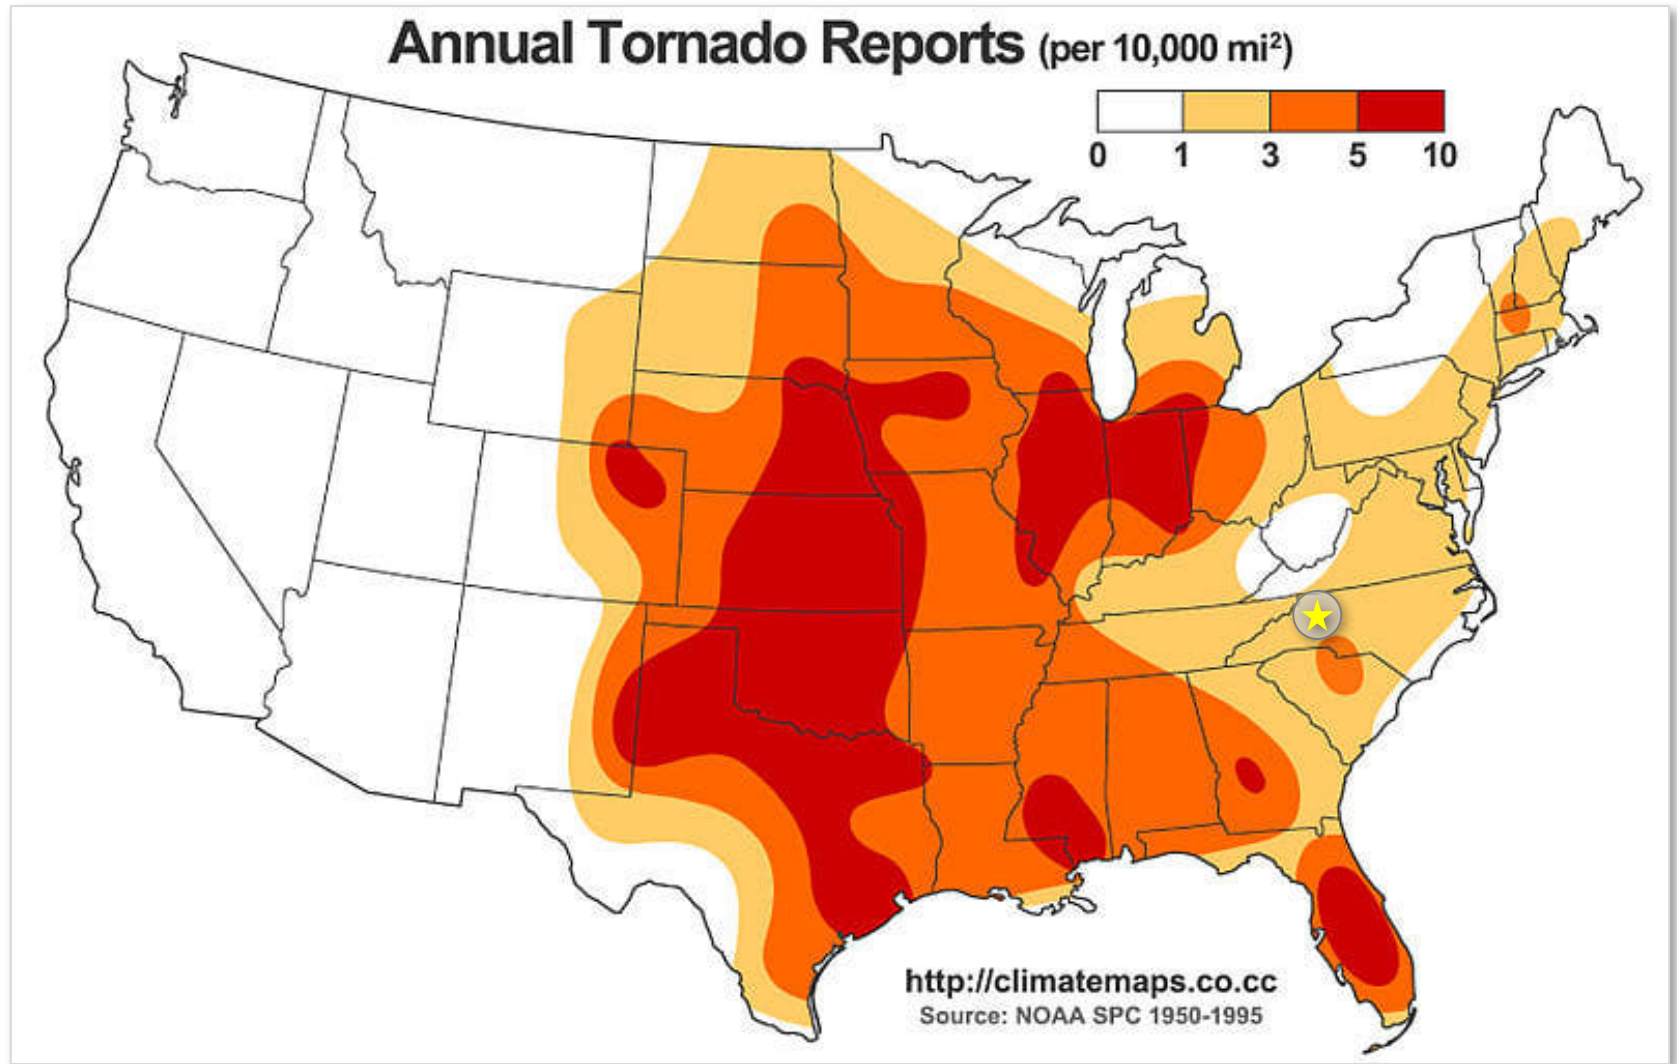 Annual Tornado Reports (per 10,000 mi²)
0 1 3 5 10
http://climatemaps.co.cc
Source: NOAA SPC 1950-1995